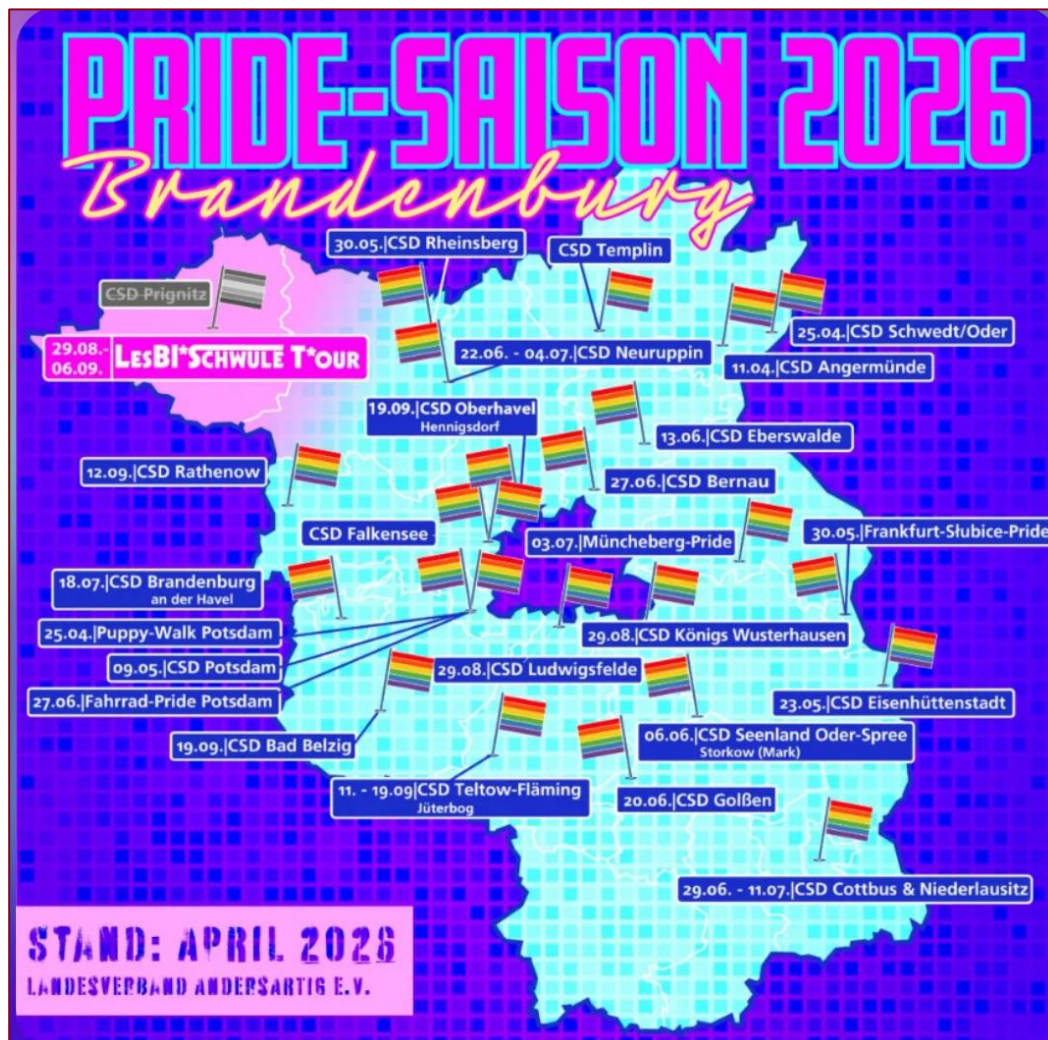 PRIDE-SAISON 2026
Brandenburg
30.05.|CSD Rheinsberg
CSD Templin
CSD Prignitz
25.04.|CSD Schwedt/Oder
29.08.-
06.09.
LESBI*SCHWULE T*OUR
22.06. - 04.07.|CSD Neuruppin
11.04.|CSD Angermünde
19.09.|CSD Oberhavel
Hennigsdorf
13.06.|CSD Eberswalde
12.09.|CSD Rathenow
27.06.|CSD Bernau
CSD Falkensee
03.07.|Müncheberg-Pride
30.05.|Frankfurt-Słubice-Pride
18.07.|CSD Brandenburg
an der Havel
25.04.|Puppy-Walk Potsdam
29.08.|CSD Königs Wusterhausen
09.05.|CSD Potsdam
29.08.|CSD Ludwigsfelde
27.06.|Fahrrad-Pride Potsdam
23.05.|CSD Eisenhüttenstadt
19.09.|CSD Bad Belzig
06.06.|CSD Seenland Oder-Spree
Storkow (Mark)
11. - 19.09|CSD Teltow-Fläming
Jüterbog
20.06.|CSD Golßen
29.06. - 11.07.|CSD Cottbus & Niederlausitz
STAND: APRIL 2026
LANDESVERBAND ANDERSARTIG E.V.